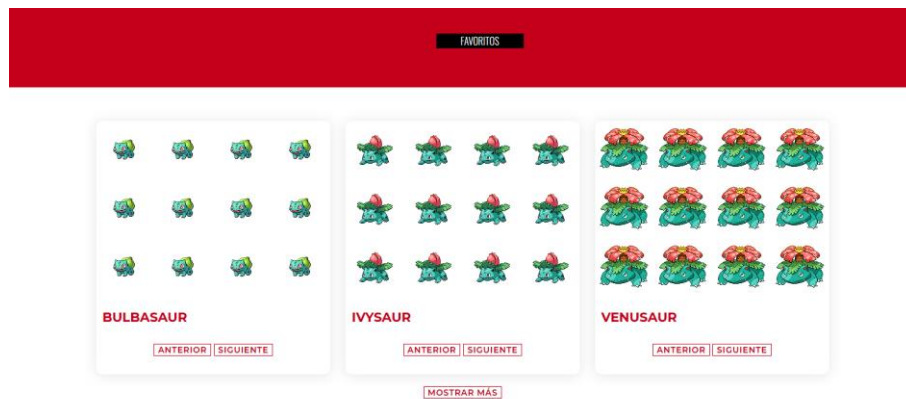 FAVORITOS
BULBASAUR
IVYSAUR
VENUSAUR
ANTERIOR SIGUIENTE
ANTERIOR SIGUIENTE
ANTERIOR SIGUIENTE
MOSTRAR MÁS